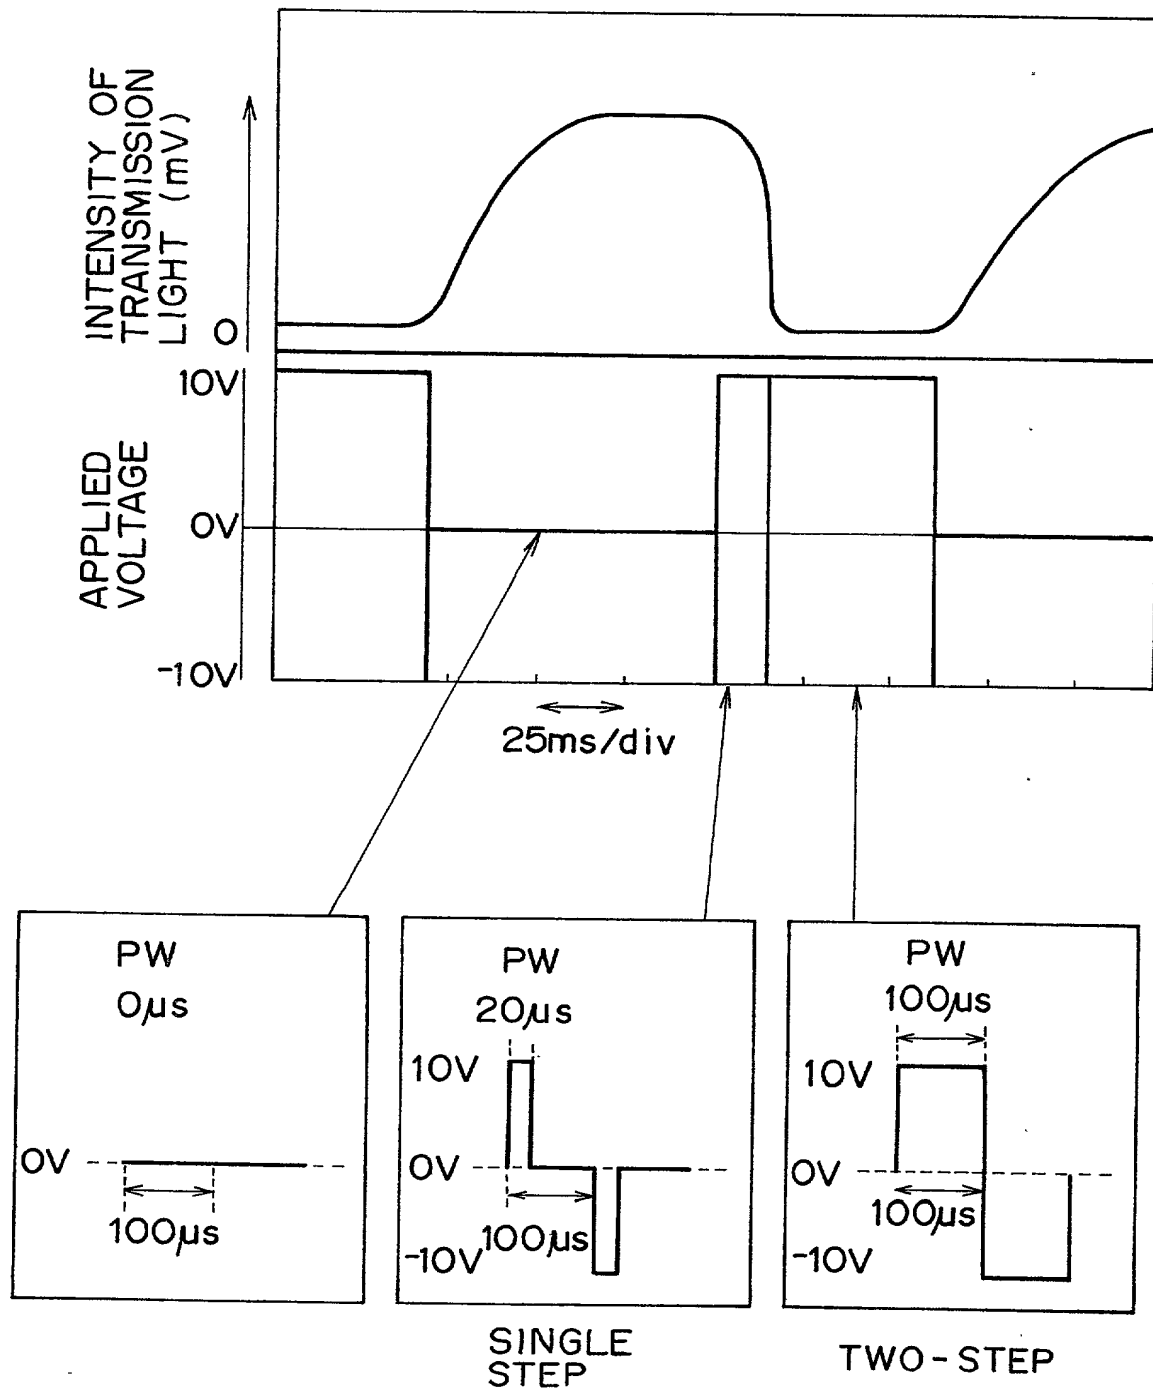 INTENSITY OF
TRANSMISSION
LIGHT (mV)
0
10V
0V
-10V
APPLIED
VOLTAGE
25ms/div
PW
0μs
0V
100μs
PW
20μs
10V
0V
100μs
-10V
SINGLE
STEP
PW
100μs
10V
0V
100μs
-10V
TWO-STEP